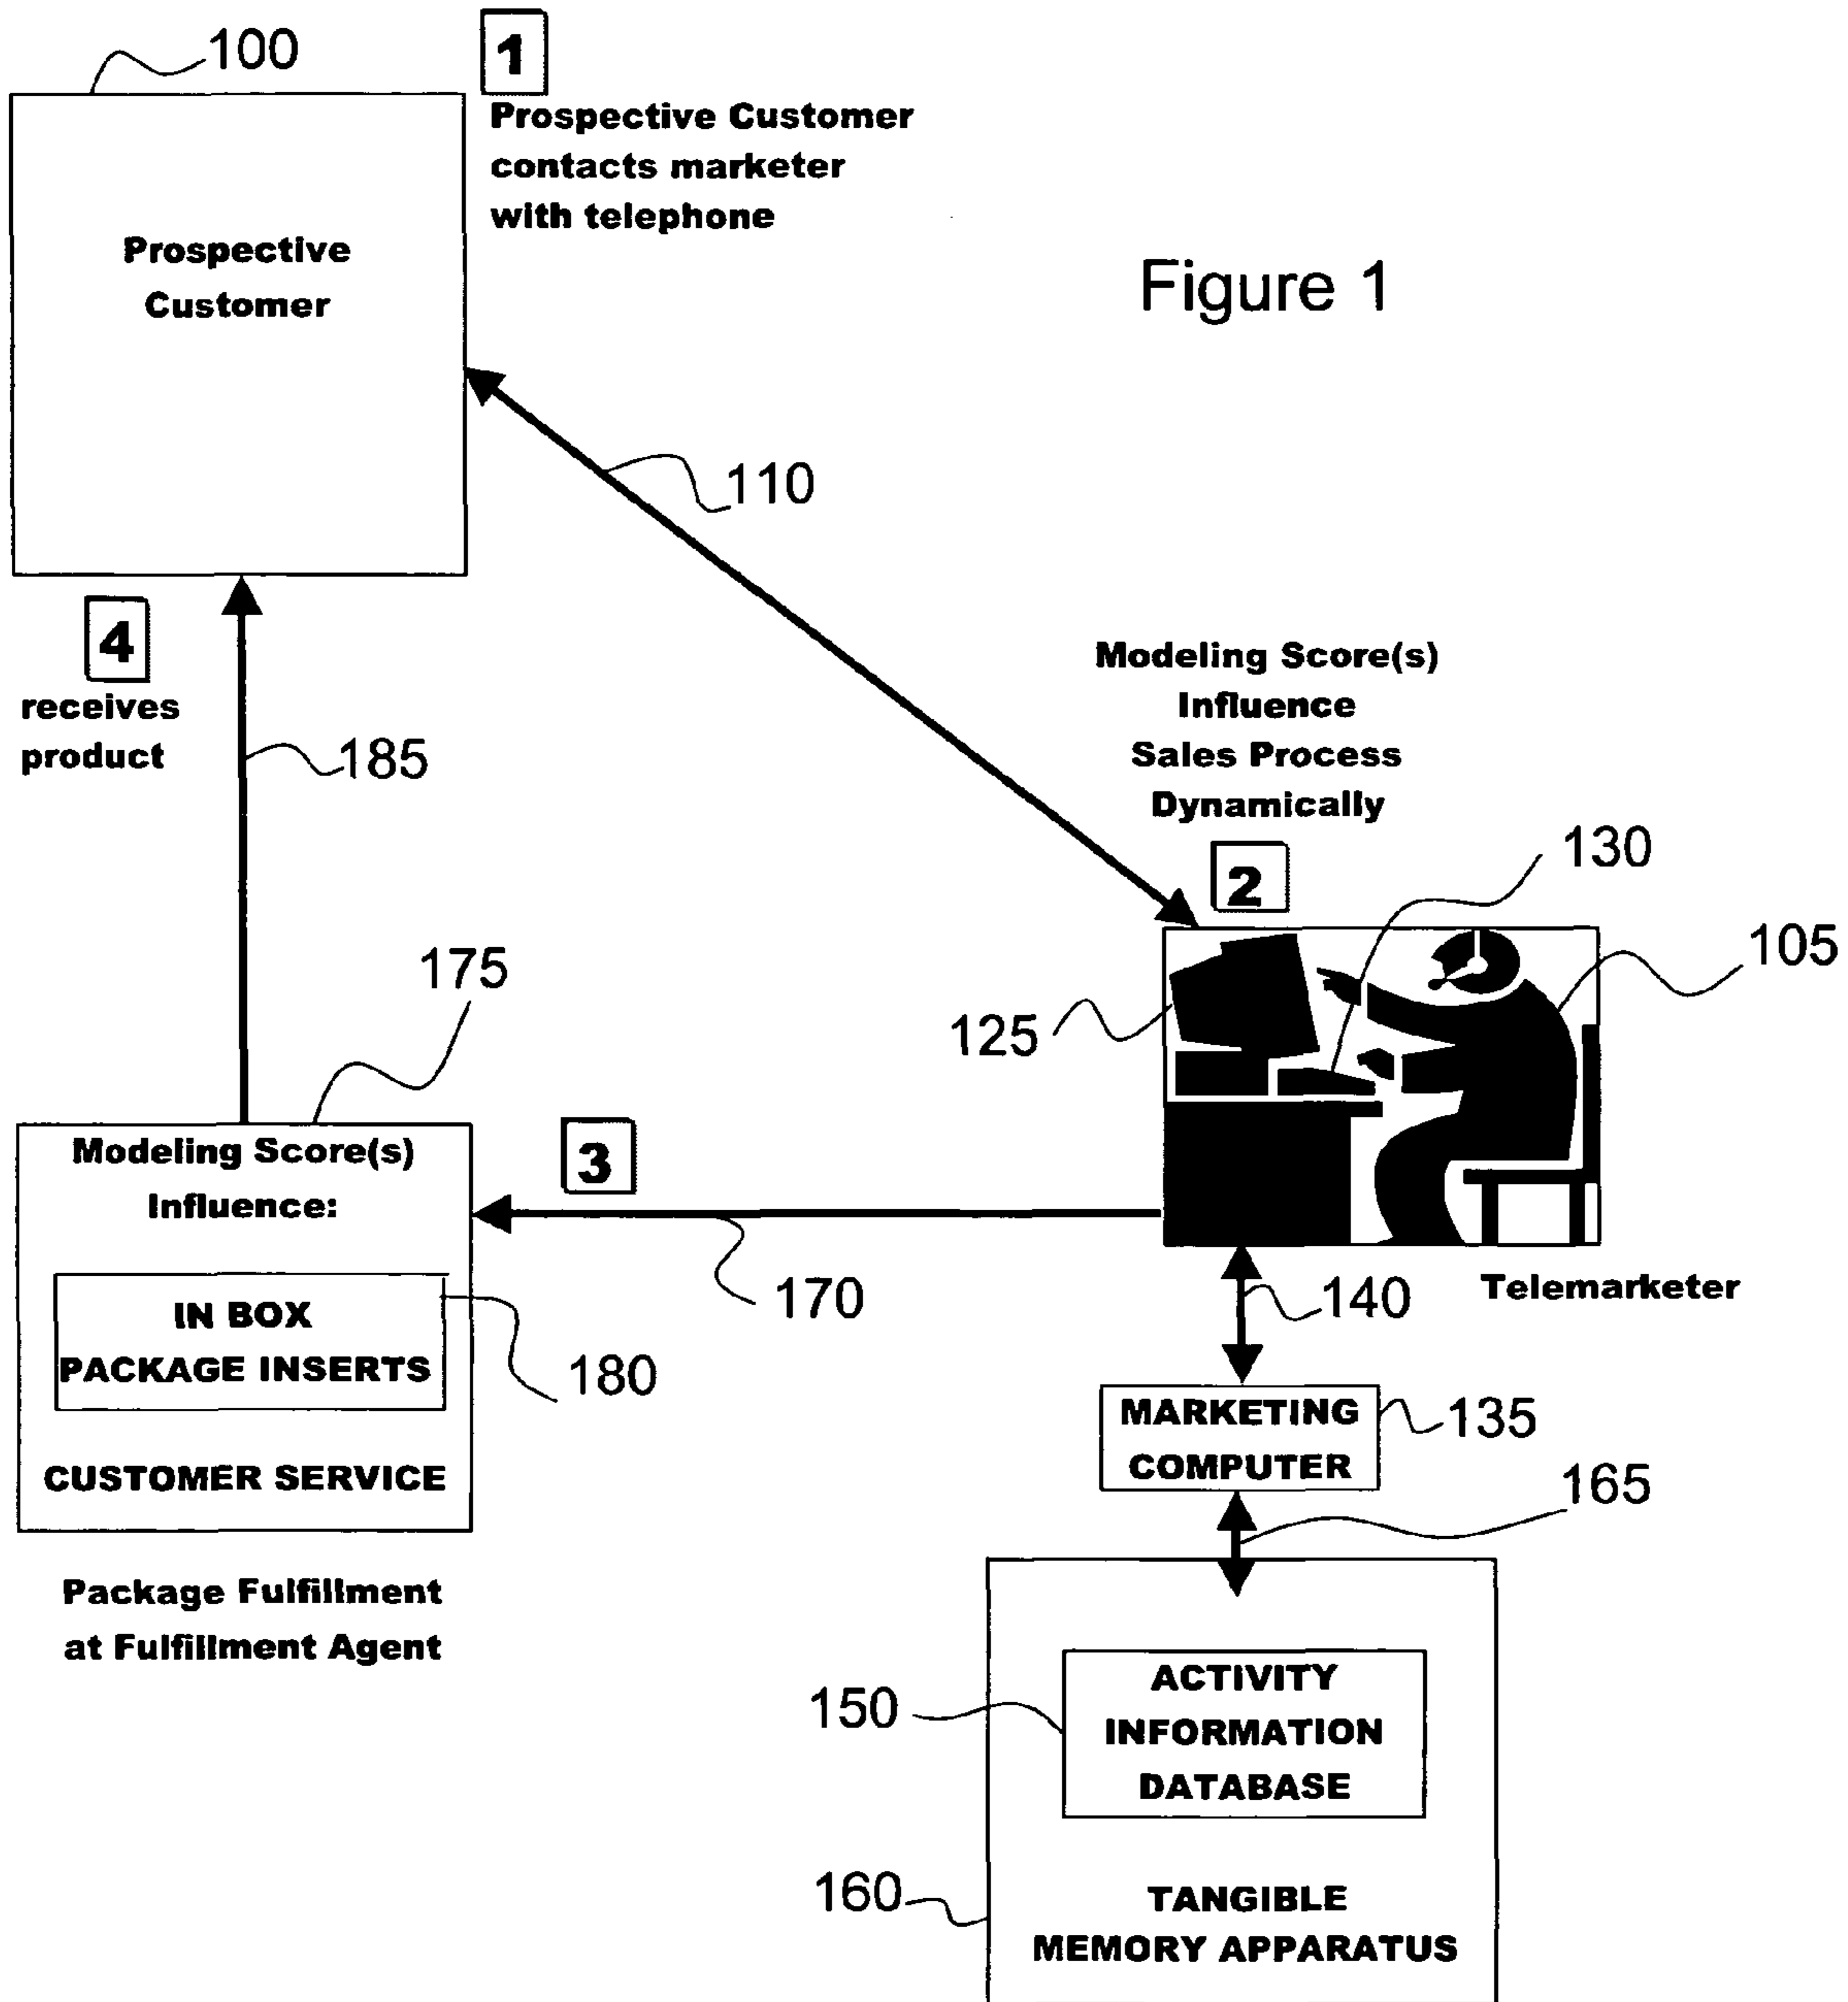 100
1
Prospective Customer
contacts marketer
with telephone
Prospective
Customer
Figure 1
110
4
receives
product
185
Modeling Score(s)
Influence
Sales Process
Dynamically
2
130
105
125
175
Modeling Score(s)
Influence:
IN BOX
PACKAGE INSERTS
CUSTOMER SERVICE
180
3
170
140
Telemarketer
MARKETING
COMPUTER
135
165
Package Fulfillment
at Fulfillment Agent
150
ACTIVITY
INFORMATION
DATABASE
160
TANGIBLE
MEMORY APPARATUS